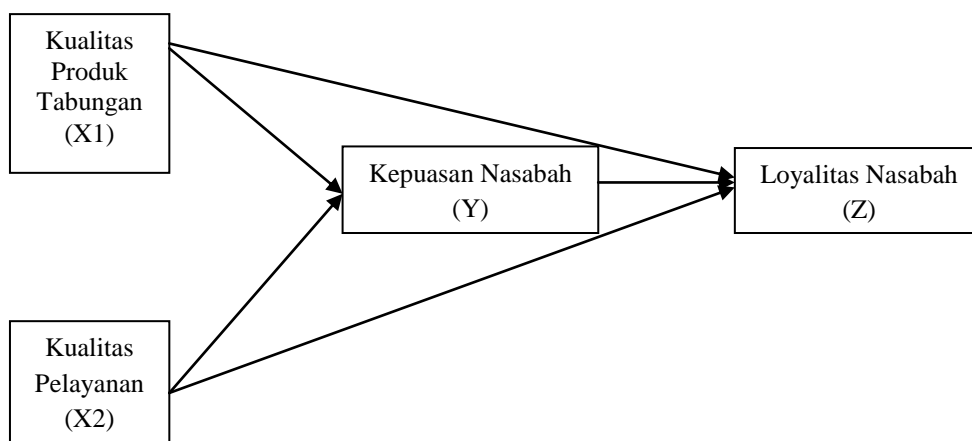 Kualitas
Produk
Tabungan
(X1)
Kepuasan Nasabah
(Y)
Loyalitas Nasabah
(Z)
Kualitas
Pelayanan
(X2)